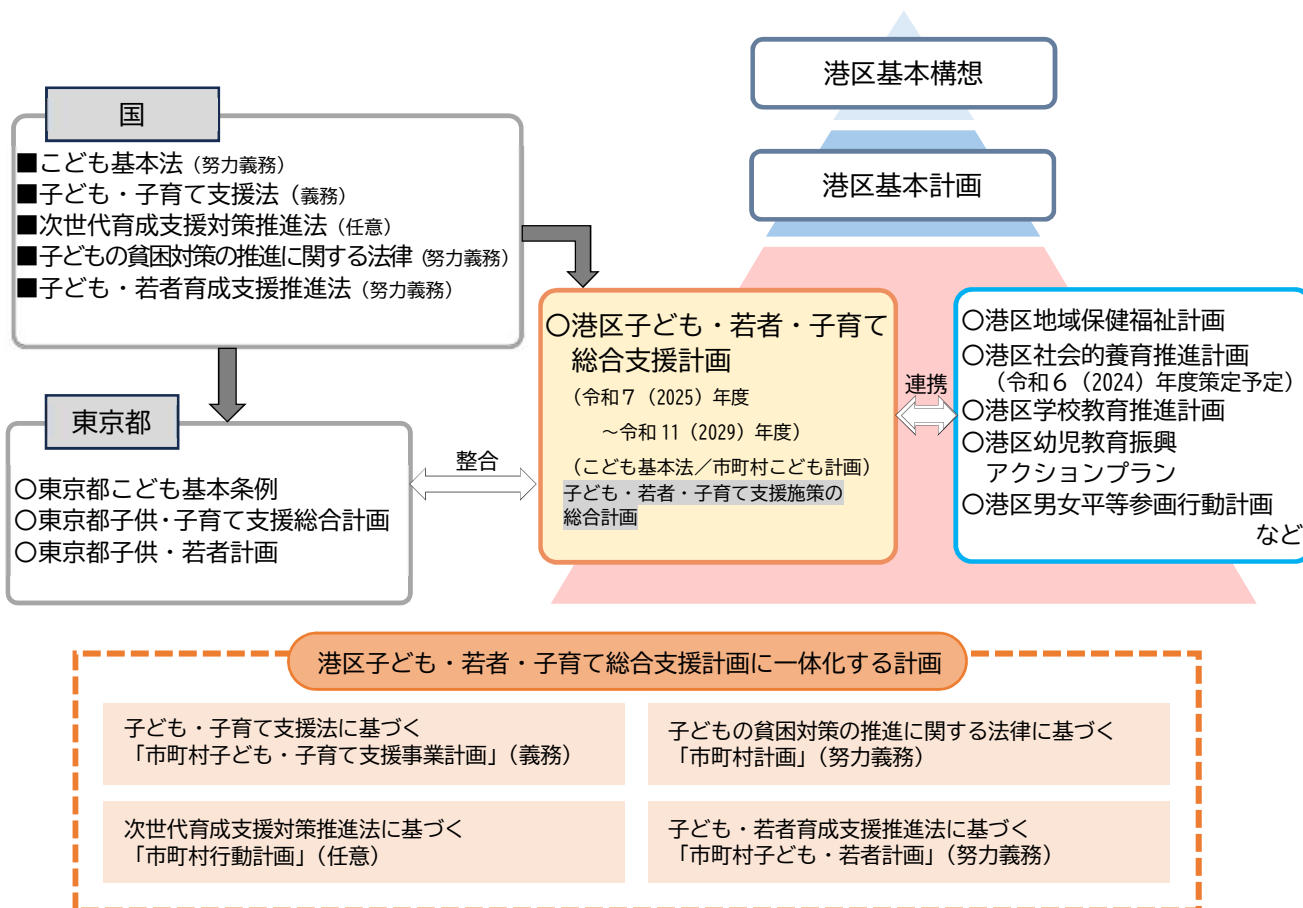 港区基本構想
港区基本計画
国
■こども基本法（努力義務）
■子ども・子育て支援法（義務）
■次世代育成支援対策推進法（任意）
■子どもの貧困対策の推進に関する法律（努力義務）
■子ども・若者育成支援推進法（努力義務）
東京都
〇東京都こども基本条例
〇東京都子供・子育て支援総合計画
〇東京都子供・若者計画
整合
〇港区子ども・若者・子育て
総合支援計画
（令和７（2025）年度
～令和 11（2029）年度）
（こども基本法／市町村こども計画）
子ども・若者・子育て支援施策の
総合計画
連携
〇港区地域保健福祉計画
〇港区社会的養育推進計画
（令和６（2024）年度策定予定）
〇港区学校教育推進計画
〇港区幼児教育振興
アクションプラン
〇港区男女平等参画行動計画
など
港区子ども・若者・子育て総合支援計画に一体化する計画
子ども・子育て支援法に基づく
「市町村子ども・子育て支援事業計画」（義務）
子どもの貧困対策の推進に関する法律に基づく
「市町村計画」（努力義務）
次世代育成支援対策推進法に基づく
「市町村行動計画」（任意）
子ども・若者育成支援推進法に基づく
「市町村子ども・若者計画」（努力義務）